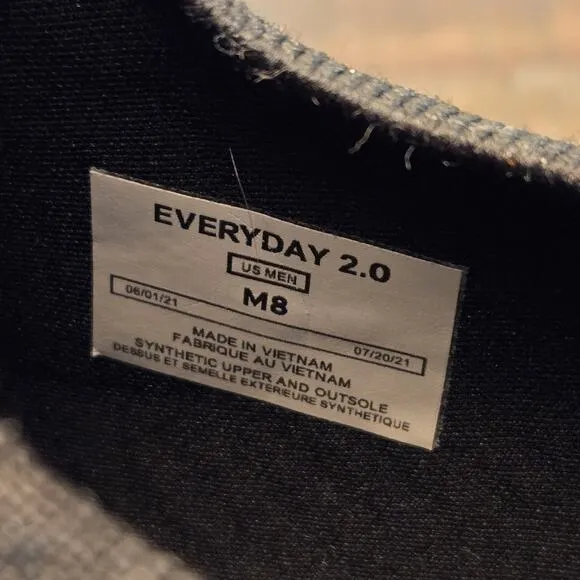 EVERYDAY 2.0
US MEN
M8
06/01/21 07/20/21
MADE IN VIETNAM
FABRIQUE AU VIETNAM
SYNTHETIC UPPER AND OUTSOLE
DESSUS ET SEMELLE EXTERIEURE SYNTHETIQUE